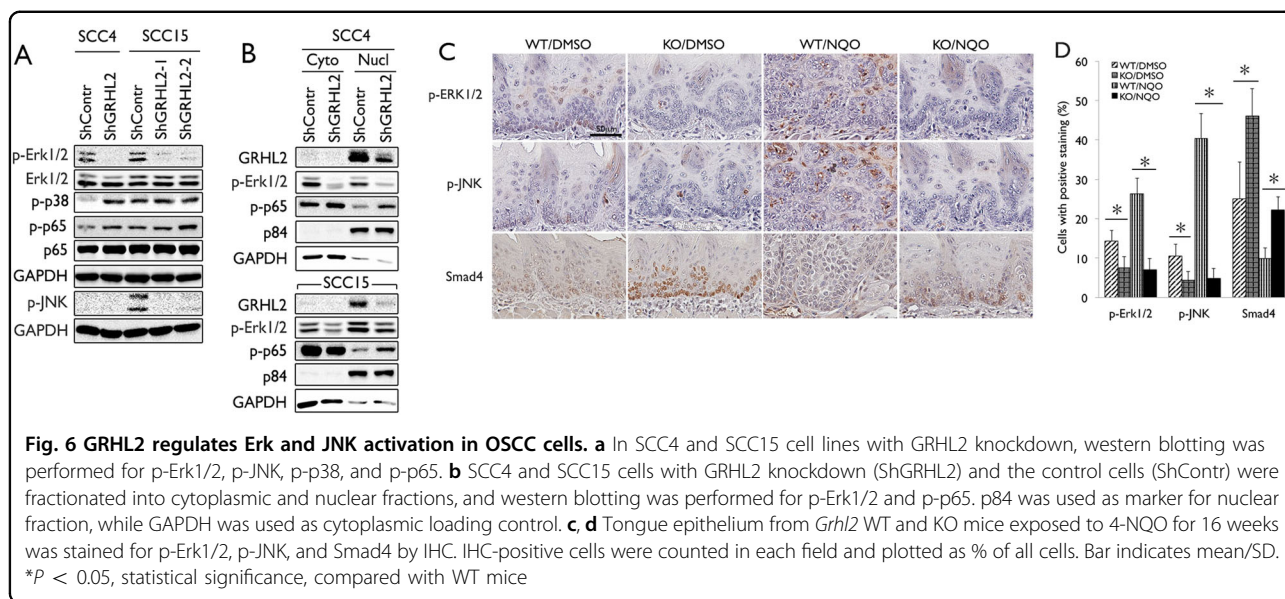 A
SCC4 SCC15
ShContr
ShGRHL2
ShContr
ShGRHL2-1
ShGRHL2-2
p-Erk1/2
Erk1/2
p-p38
p-p65
p65
GAPDH
p-JNK
GAPDH
B
SCC4
Cyto Nucl
ShContr
ShGRHL2
ShContr
ShGRHL2
GRHL2
p-Erk1/2
p-p65
p84
GAPDH
SCC15
GRHL2
p-Erk1/2
p-p65
p84
GAPDH
C
WT/DMSO KO/DMSO WT/NQO KO/NQO
p-ERK1/2
50μm
p-JNK
Smad4
D
WT/DMSO
KO/DMSO
WT/NQO
KO/NQO
* * * * * *
Cells with positive staining (%)
60
50
40
30
20
10
0
p-Erk1/2 p-JNK Smad4
Fig. 6 GRHL2 regulates Erk and JNK activation in OSCC cells. a In SCC4 and SCC15 cell lines with GRHL2 knockdown, western blotting was
performed for p-Erk1/2, p-JNK, p-p38, and p-p65. b SCC4 and SCC15 cells with GRHL2 knockdown (ShGRHL2) and the control cells (ShContr) were
fractionated into cytoplasmic and nuclear fractions, and western blotting was performed for p-Erk1/2 and p-p65. p84 was used as marker for nuclear
fraction, while GAPDH was used as cytoplasmic loading control. c, d Tongue epithelium from Grhl2 WT and KO mice exposed to 4-NQO for 16 weeks
was stained for p-Erk1/2, p-JNK, and Smad4 by IHC. IHC-positive cells were counted in each field and plotted as % of all cells. Bar indicates mean/SD.
*P < 0.05, statistical significance, compared with WT mice